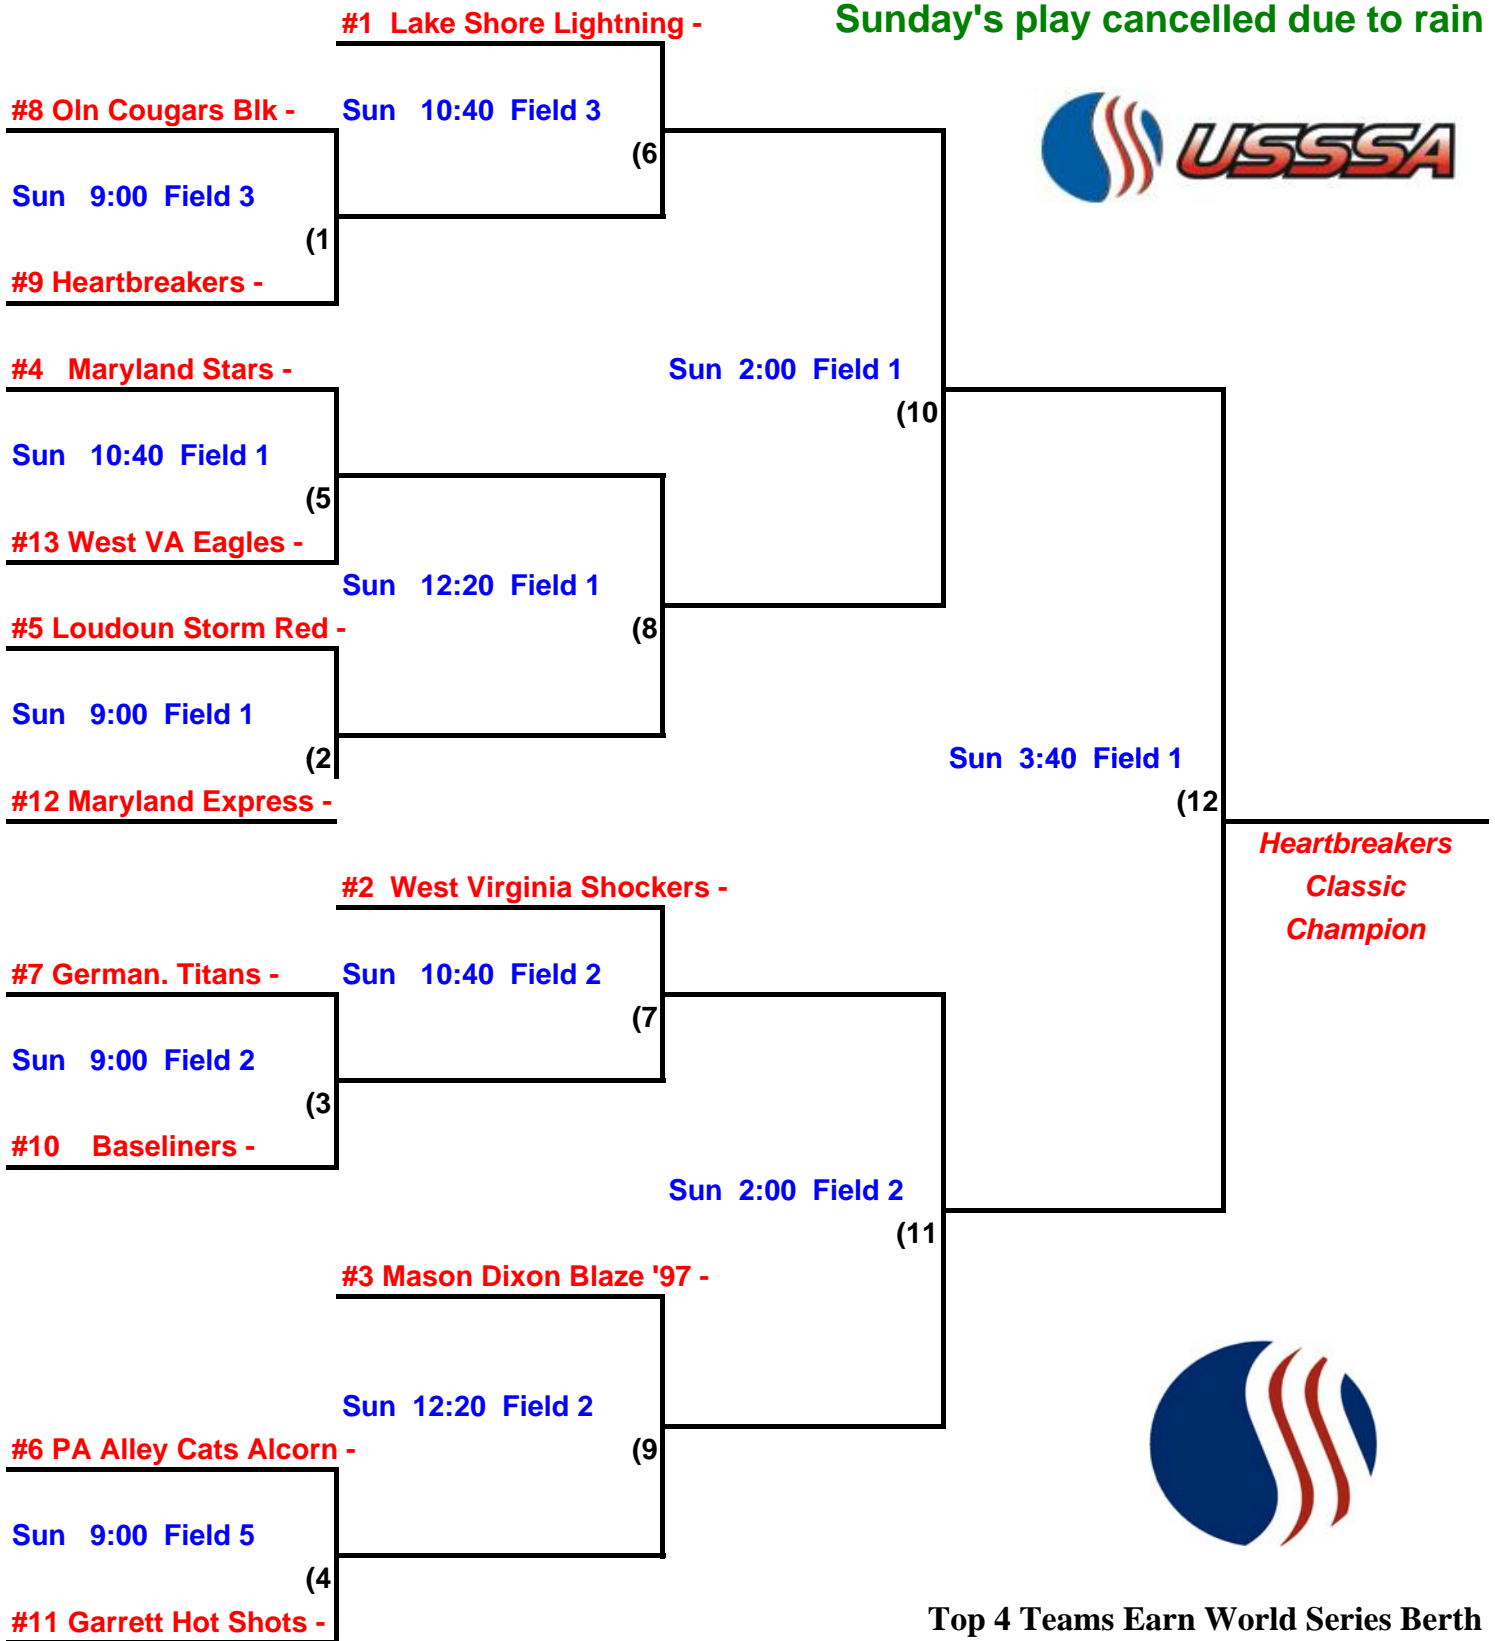 #1  Lake Shore Lightning -
Sunday's play cancelled due to rain
#8 Oln Cougars Blk -
Sun   10:40  Field 3
USSSA
(6
Sun   9:00  Field 3
(1
#9 Heartbreakers -
#4   Maryland Stars -
Sun  2:00  Field 1
(10
Sun   10:40  Field 1
(5
#13 West VA Eagles -
Sun   12:20  Field 1
#5 Loudoun Storm Red -
(8
Sun   9:00  Field 1
(2
Sun  3:40  Field 1
#12 Maryland Express -
(12
Heartbreakers
Classic
Champion
#2  West Virginia Shockers -
#7 German. Titans -
Sun   10:40  Field 2
(7
Sun   9:00  Field 2
(3
#10    Baseliners -
Sun  2:00  Field 2
(11
#3 Mason Dixon Blaze '97 -
Sun  12:20  Field 2
#6 PA Alley Cats Alcorn -
(9
Sun   9:00  Field 5
(4
#11 Garrett Hot Shots -
Top 4 Teams Earn World Series Berth